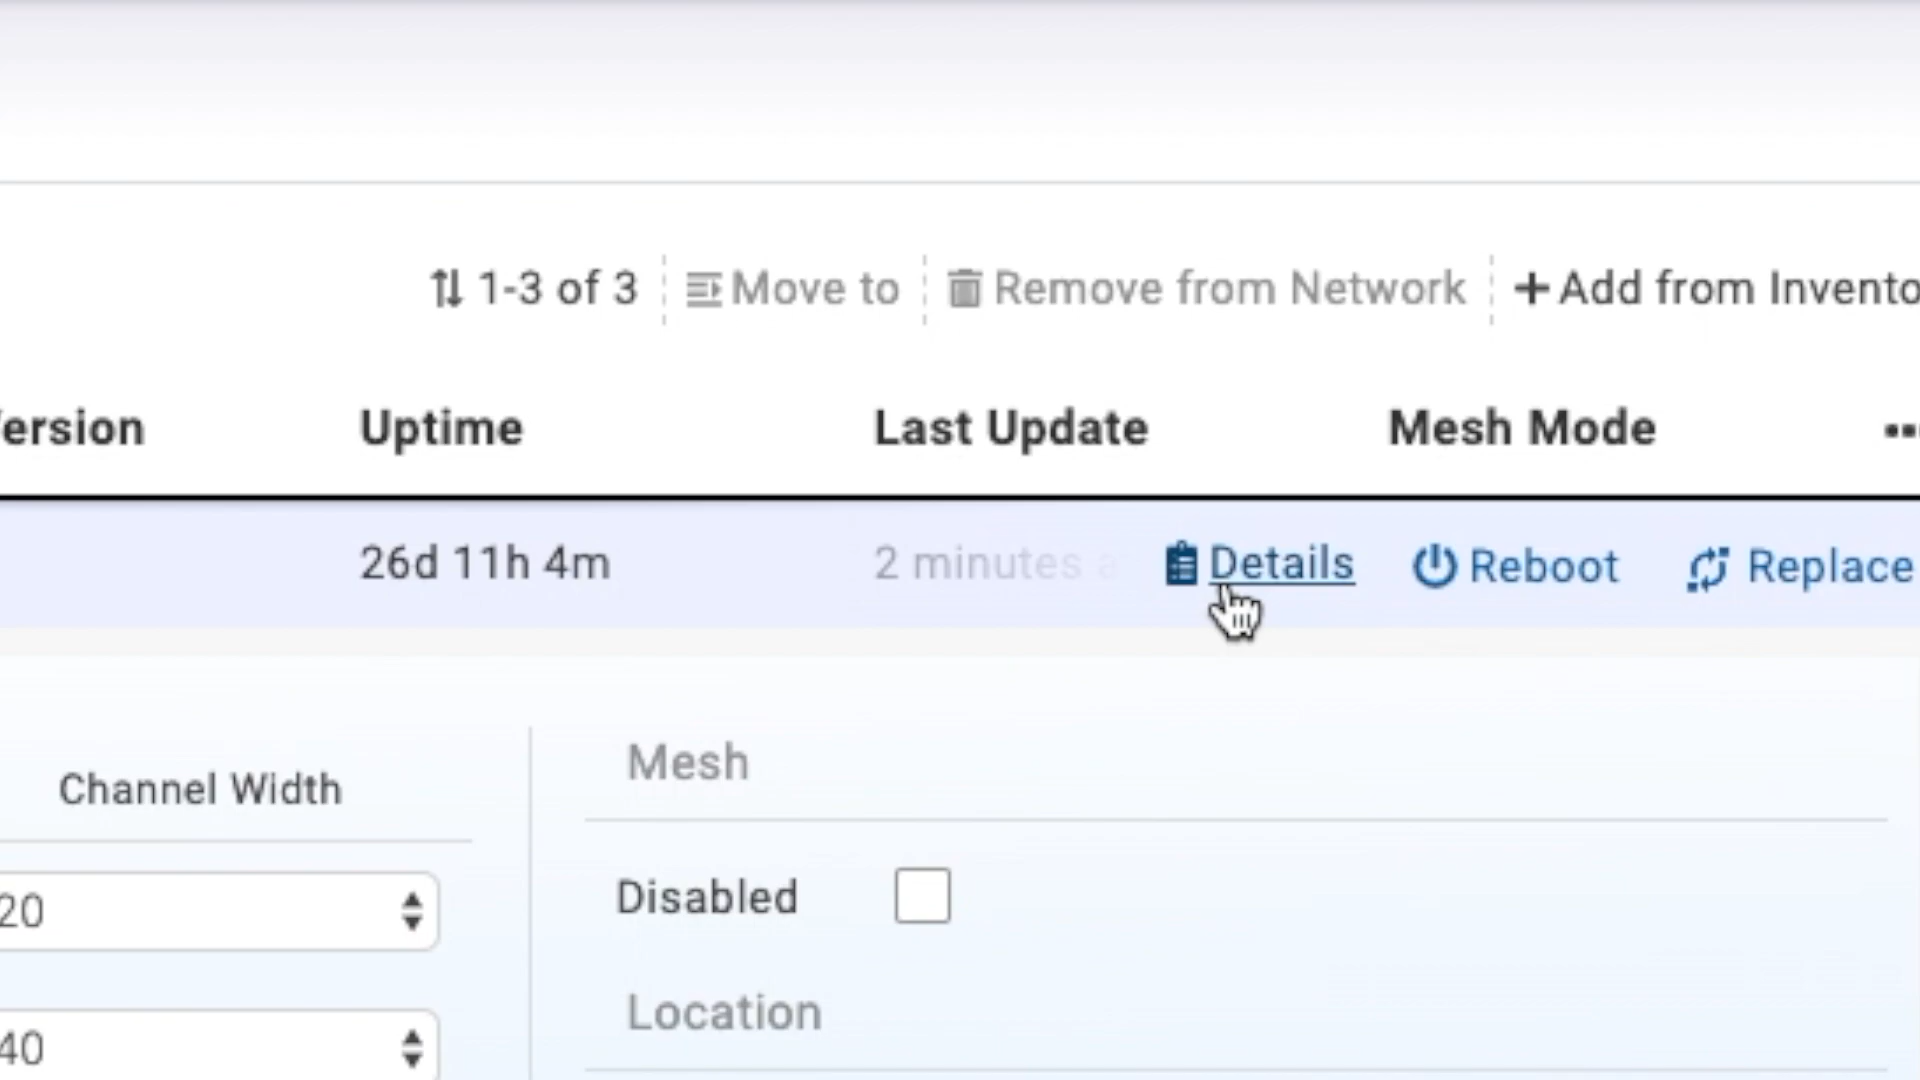 1-3 of 3 Move to Remove from Network +Add from Invento
ersion Uptime Last Update Mesh Mode
26d 11h 4m 2 minutes a Details Reboot Replace
Mesh
Channel Width
Disabled
20
Location
40